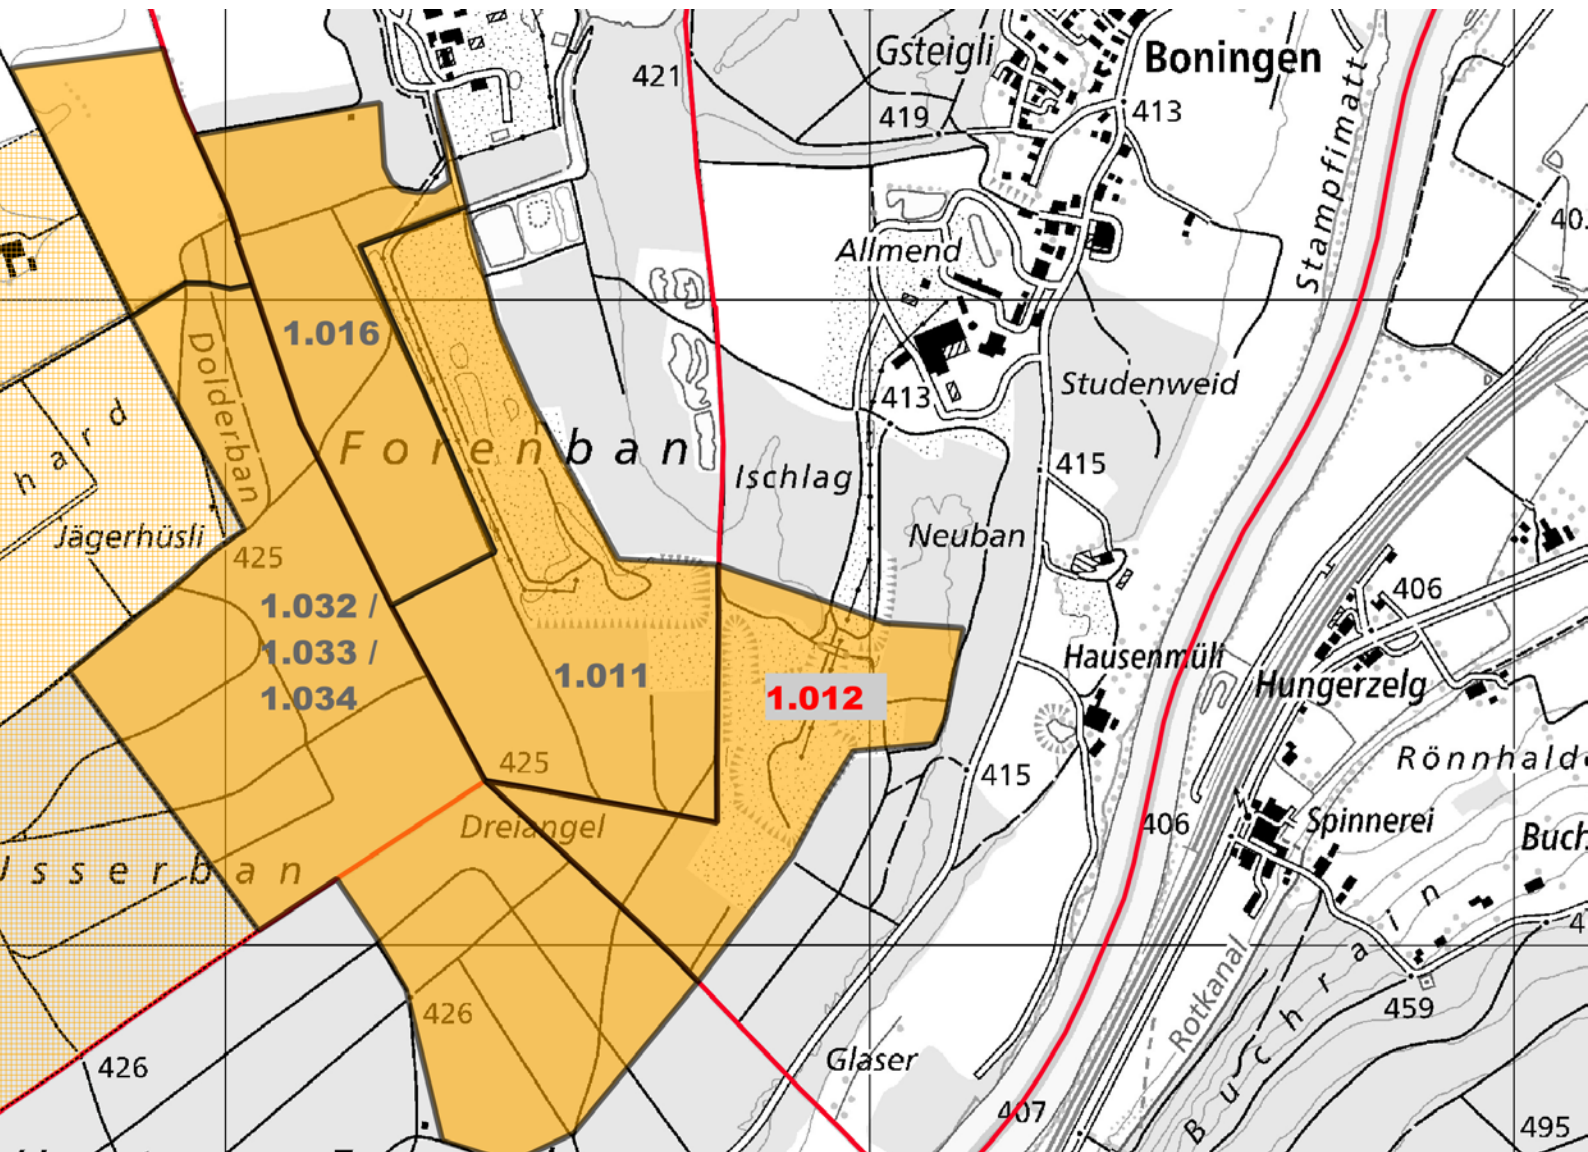 Gsteigli
Boningen
421
419
413
Stampfimatt
40.
Allmend
1.016
Dolderban
Studenweid
413
hard
Forenban
Ischlag
415
Jägerhüsli
Neuban
425
406
1.032 /
1.033 /
1.034
1.011
1.012
Hausenmüli
Hungerzelg
425
415
Rönnhald
Dreiangel
406
Spinnerei
Buch
Usserban
Buchrain
4
426
Rotkanal
459
426
Glaser
407
495